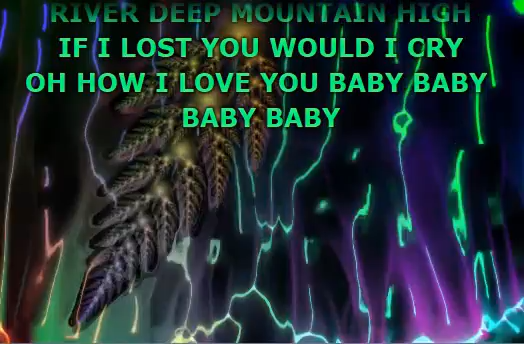 RIVER DEEP MOUNTAIN HIGH
IF I LOST YOU WOULD I CRY
OH HOW I LOVE YOU BABY BABY
BABY BABY